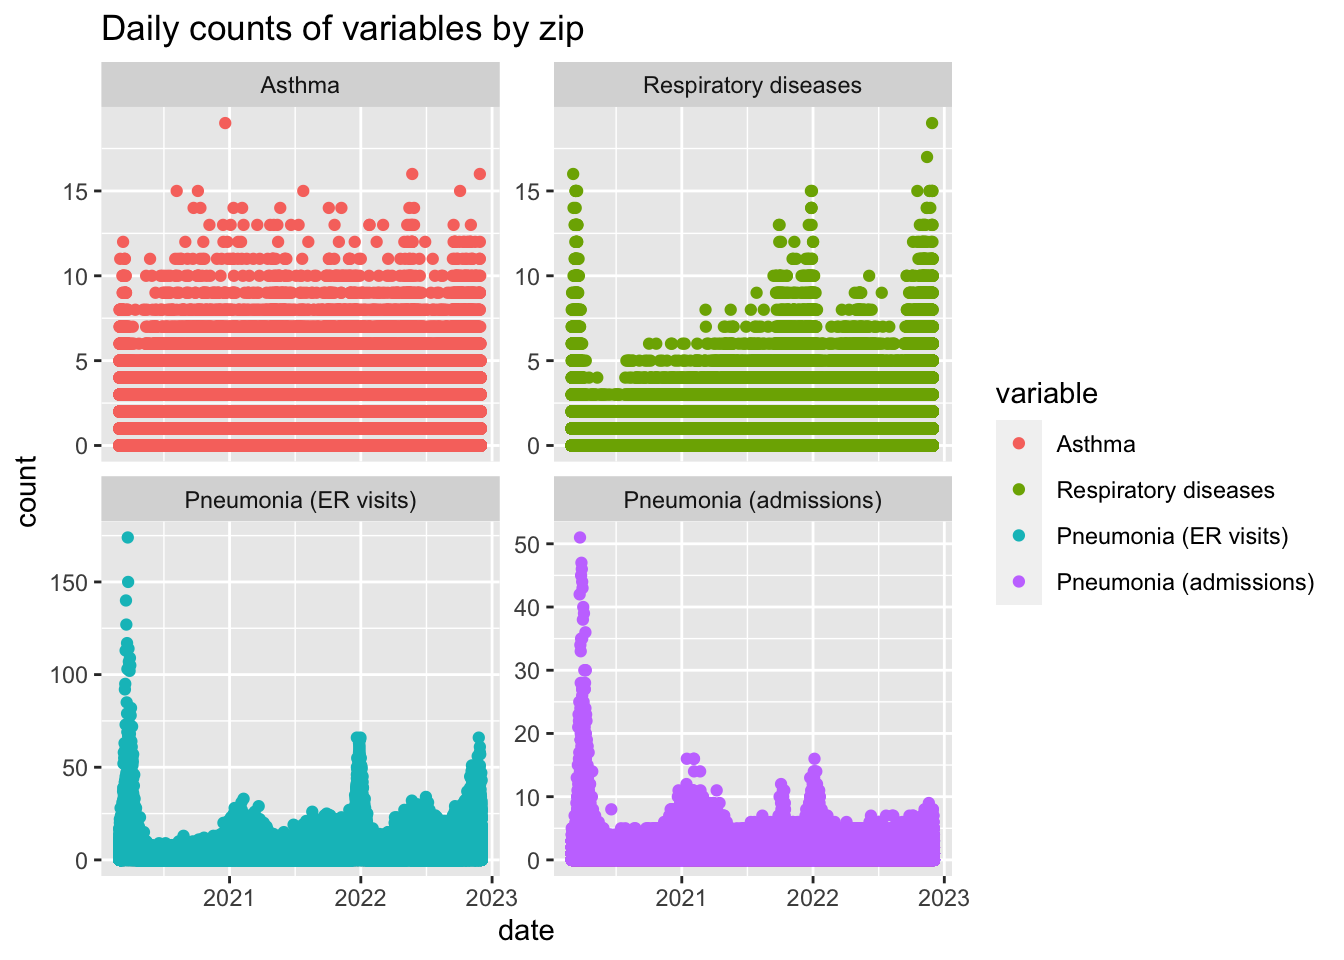 Daily counts of variables by zip
Asthma
Respiratory diseases
15
10
5
0
15
10
5
0
Pneumonia (ER visits)
Pneumonia (admissions)
150
100
50
0
50
40
30
20
10
0
2021
2022
2023
2021
2022
2023
count
date
variable
Asthma
Respiratory diseases
Pneumonia (ER visits)
Pneumonia (admissions)